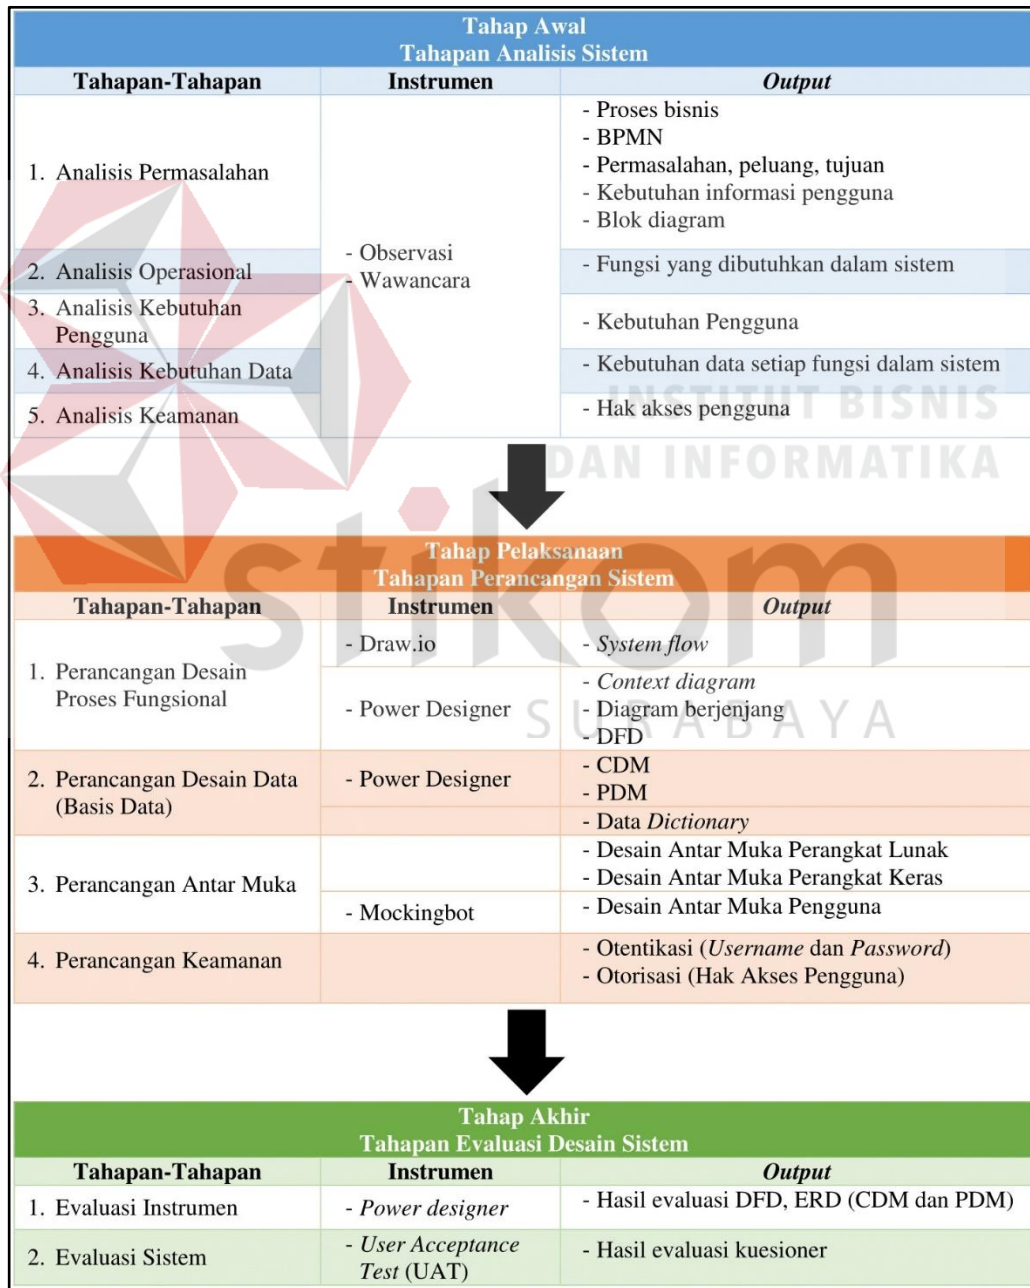 Tahap Awal
Tahapan Analisis Sistem
Tahapan-Tahapan Instrumen Output
1. Analisis Permasalahan
- Observasi
- Wawancara
- Proses bisnis
- BPMN
- Permasalahan, peluang, tujuan
- Kebutuhan informasi pengguna
- Blok diagram
2. Analisis Operasional
- Fungsi yang dibutuhkan dalam sistem
3. Analisis Kebutuhan
Pengguna
- Kebutuhan Pengguna
4. Analisis Kebutuhan Data
- Kebutuhan data setiap fungsi dalam sistem
5. Analisis Keamanan
- Hak akses pengguna
INSTITUT BISNIS
DAN INFORMATIKA
stikom
SURABAYA
Tahap Pelaksanaan
Tahapan Perancangan Sistem
Tahapan-Tahapan Instrumen Output
1. Perancangan Desain
Proses Fungsional
- Draw.io
- System flow
- Power Designer
- Context diagram
- Diagram berjenjang
- DFD
2. Perancangan Desain Data
(Basis Data)
- Power Designer
- CDM
- PDM
- Data Dictionary
3. Perancangan Antar Muka
- Desain Antar Muka Perangkat Lunak
- Desain Antar Muka Perangkat Keras
- Mockingbot
- Desain Antar Muka Pengguna
4. Perancangan Keamanan
- Otentikasi (Username dan Password)
- Otorisasi (Hak Akses Pengguna)
Tahap Akhir
Tahapan Evaluasi Desain Sistem
Tahapan-Tahapan Instrumen Output
1. Evaluasi Instrumen
- Power designer
- Hasil evaluasi DFD, ERD (CDM dan PDM)
2. Evaluasi Sistem
- User Acceptance
Test (UAT)
- Hasil evaluasi kuesioner